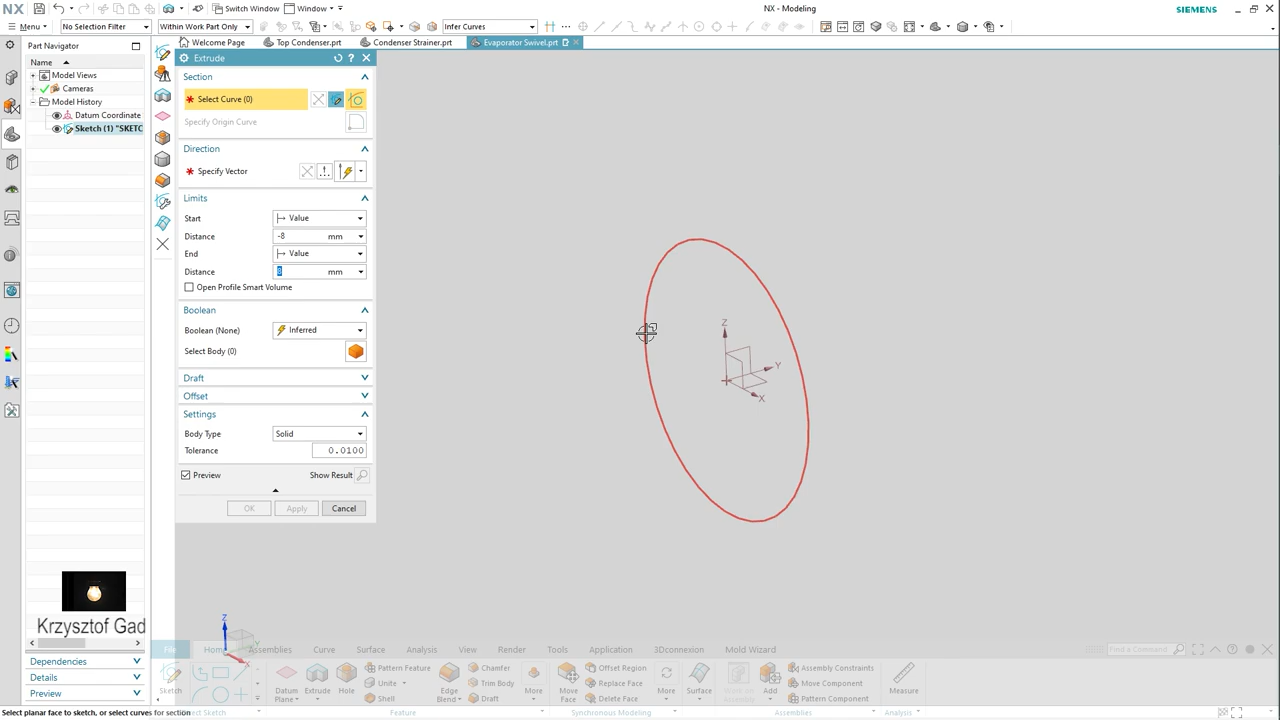 NX
Switch Window
Window
NX - Modeling
SIEMENS
Menu
No Selection Filter
Within Work Part Only
Infer Curves
Part Navigator
Welcome Page
Top Condenser.prt
Condenser Strainer.prt
Evaporator Swivel.prt
Name
Model Views
Cameras
Model History
Datum Coordinate
Sketch (1) "SKETC
Extrude
Section
* Select Curve (0)
Specify Origin Curve
Direction
* Specify Vector
Limits
Start
Value
Distance
-8
mm
End
Value
Distance
8
mm
Open Profile Smart Volume
Boolean
Boolean (None)
Inferred
Select Body (0)
Draft
Offset
Settings
Body Type
Solid
Tolerance
0.0100
Preview
Show Result
OK
Apply
Cancel
Z
Y
X
Krzysztof Gad
Z
Dependencies
Details
Preview
File
Home
Assembly
Curve
Surface
Analysis
View
Render
Tools
Application
3Dconnexion
Mold Wizard
Find a Command
Sketch
Datum Plane
Extrude
Hole
Pattern Feature
Unite
Shell
Edge Blend
Chamfer
Trim Body
Draft
More
Move Face
Offset Region
Replace Face
Delete Face
More
Surface
Add
Assembly Constraints
Move Component
Pattern Component
Measure
Direct Sketch
Feature
Synchronous Modeling
Assemblies
Analysis
Select planar face to sketch, or select curves for section